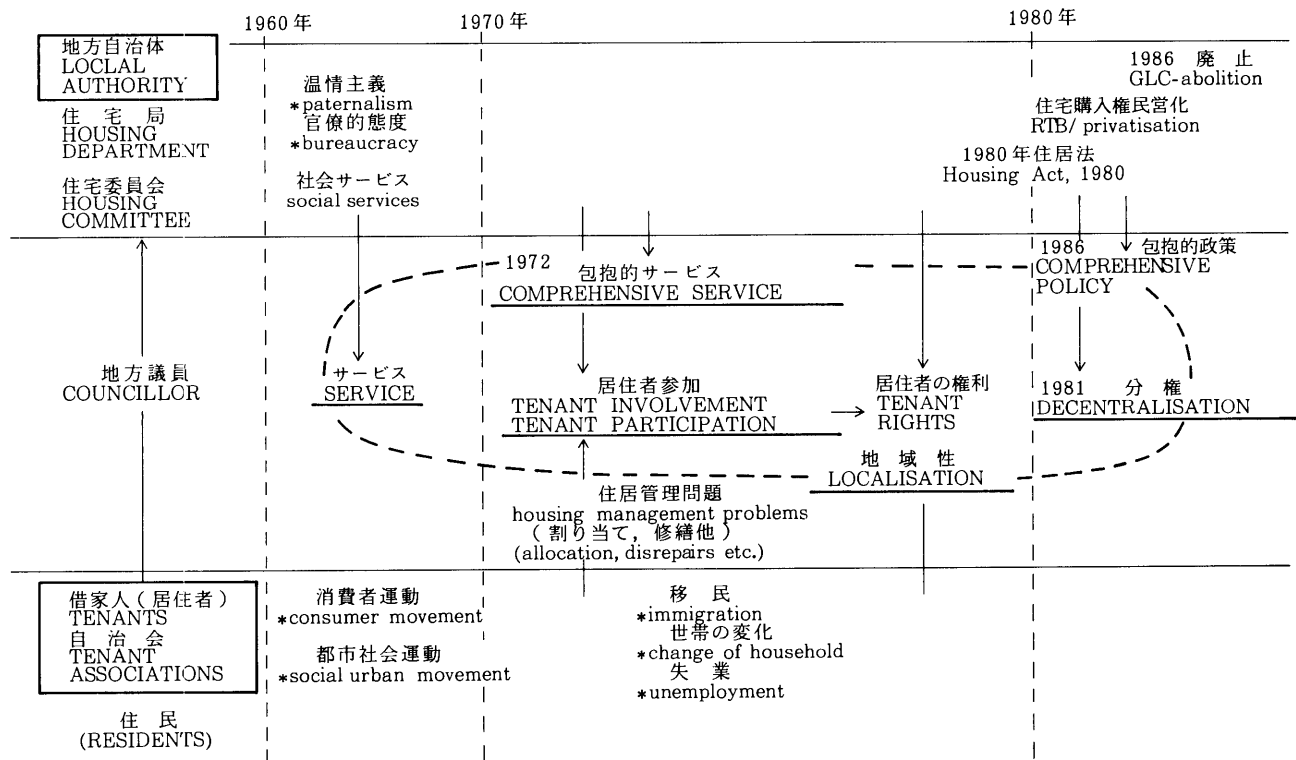 1960年
1970年
1980年
地方自治体
LOCLAL
AUTHORITY
住宅局
HOUSING
DEPARTMENT
住宅委員会
HOUSING
COMMITTEE
温情主義
*paternalism
官僚的態度
*bureaucracy
社会サービス
social services
1986 廃止
GLC-abolition
住宅購入権民営化
RTB/privatisation
1980年住居法
Housing Act, 1980
地方議員
COUNCILLOR
サービス
SERVICE
1972
包抱的サービス
COMPREHENSIVE SERVICE
居住者参加
TENANT INVOLVEMENT
TENANT PARTICIPATION
居住者の権利
TENANT
RIGHTS
1986 包抱的政策
COMPREHENSIVE
POLICY
1981 分権
DECENTRALISATION
地域性
LOCALISATION
住居管理問題
housing management problems
(割り当て,修繕他)
(allocation, disrepairs etc.)
借家人(居住者)
TENANTS
自治会
TENANT
ASSOCIATIONS
住民
(RESIDENTS)
消費者運動
*consumer movement
都市社会運動
*social urban movement
移民
*immigration
世帯の変化
*change of household
失業
*unemployment